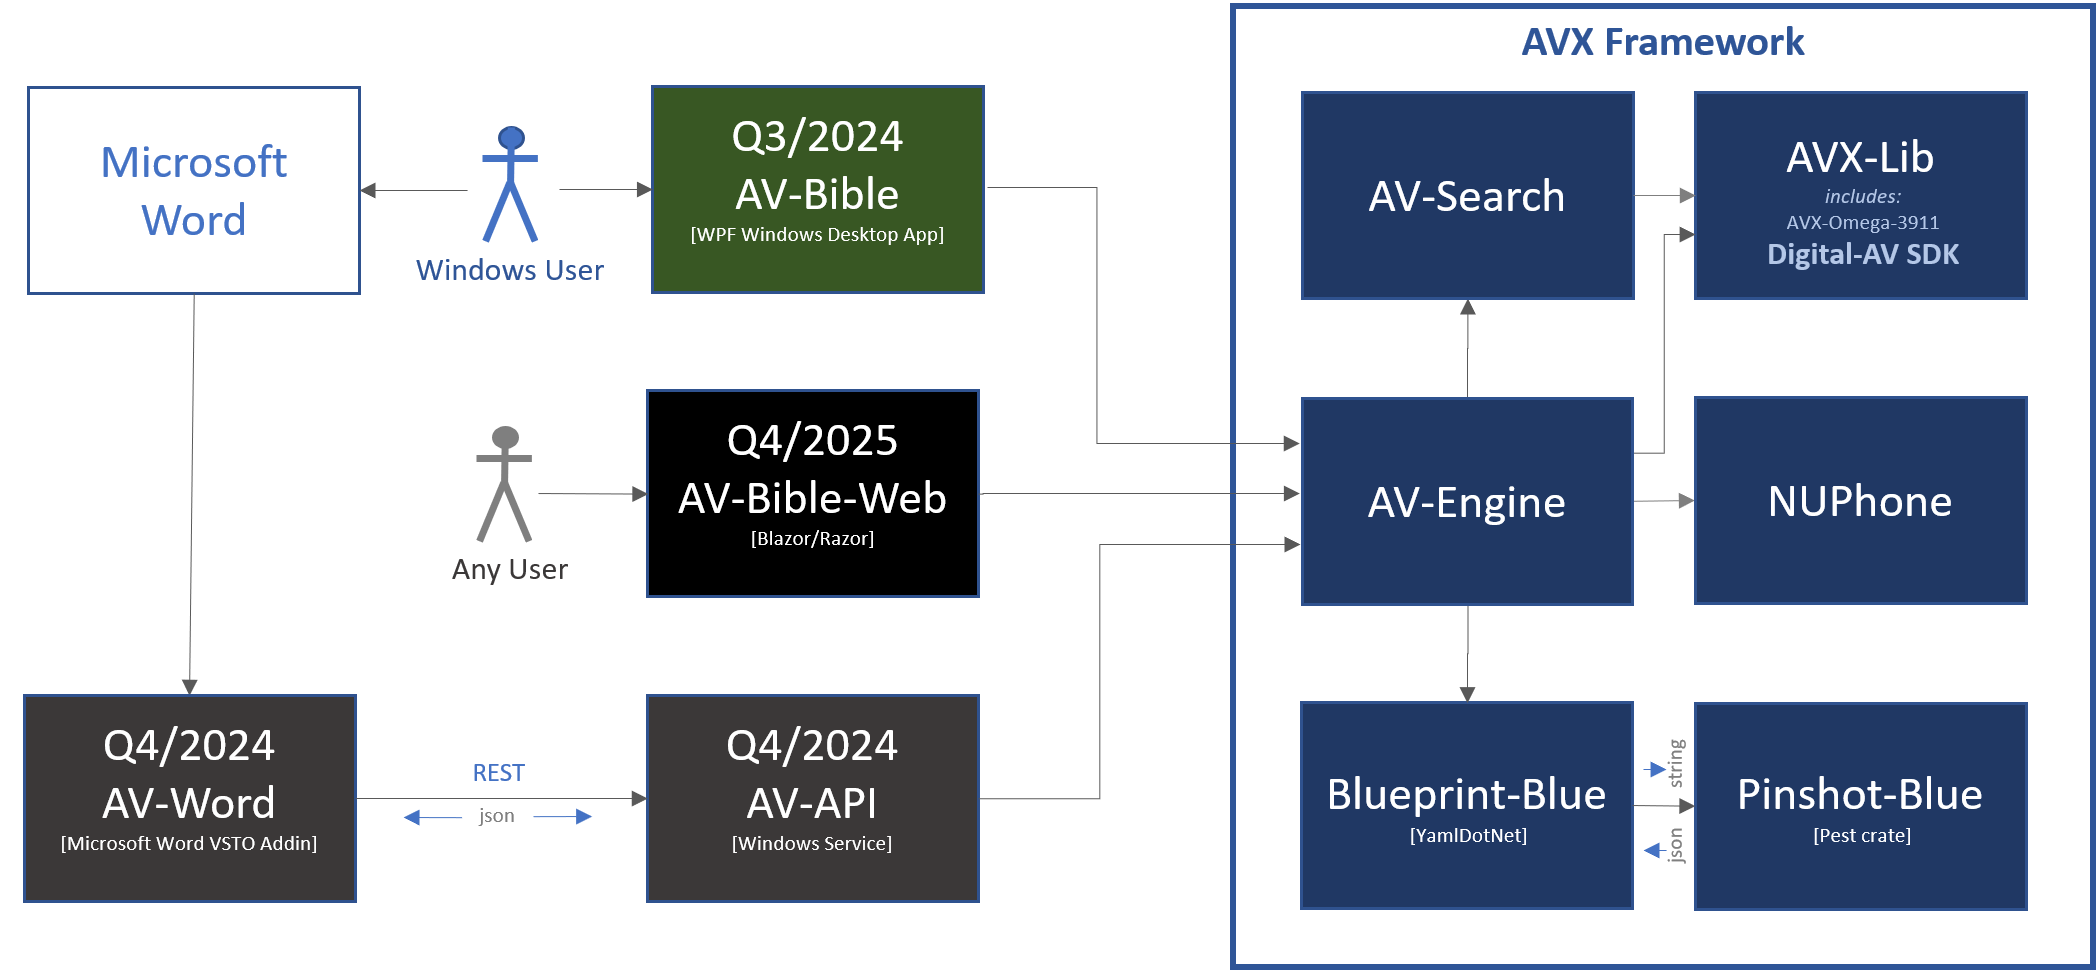 AVX Framework
Microsoft
Word
Windows User
Q3/2024
AV-Bible
[WPF Windows Desktop App]
AV-Search
AVX-Lib
includes:
AVX-Omega-3911
Digital-AV SDK
Any User
Q4/2025
AV-Bible-Web
[Blazor/Razor]
AV-Engine
NUPhone
Q4/2024
AV-Word
[Microsoft Word VSTO Addin]
REST
json
Q4/2024
AV-API
[Windows Service]
Blueprint-Blue
[YamlDotNet]
string
json
Pinshot-Blue
[Pest crate]